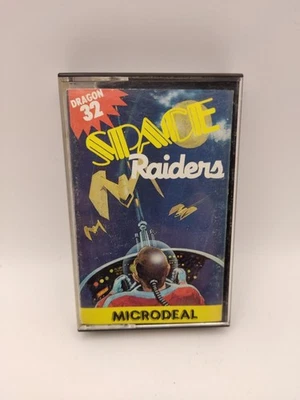 DRAGON
32
SPACE
Raiders
MICRODEAL